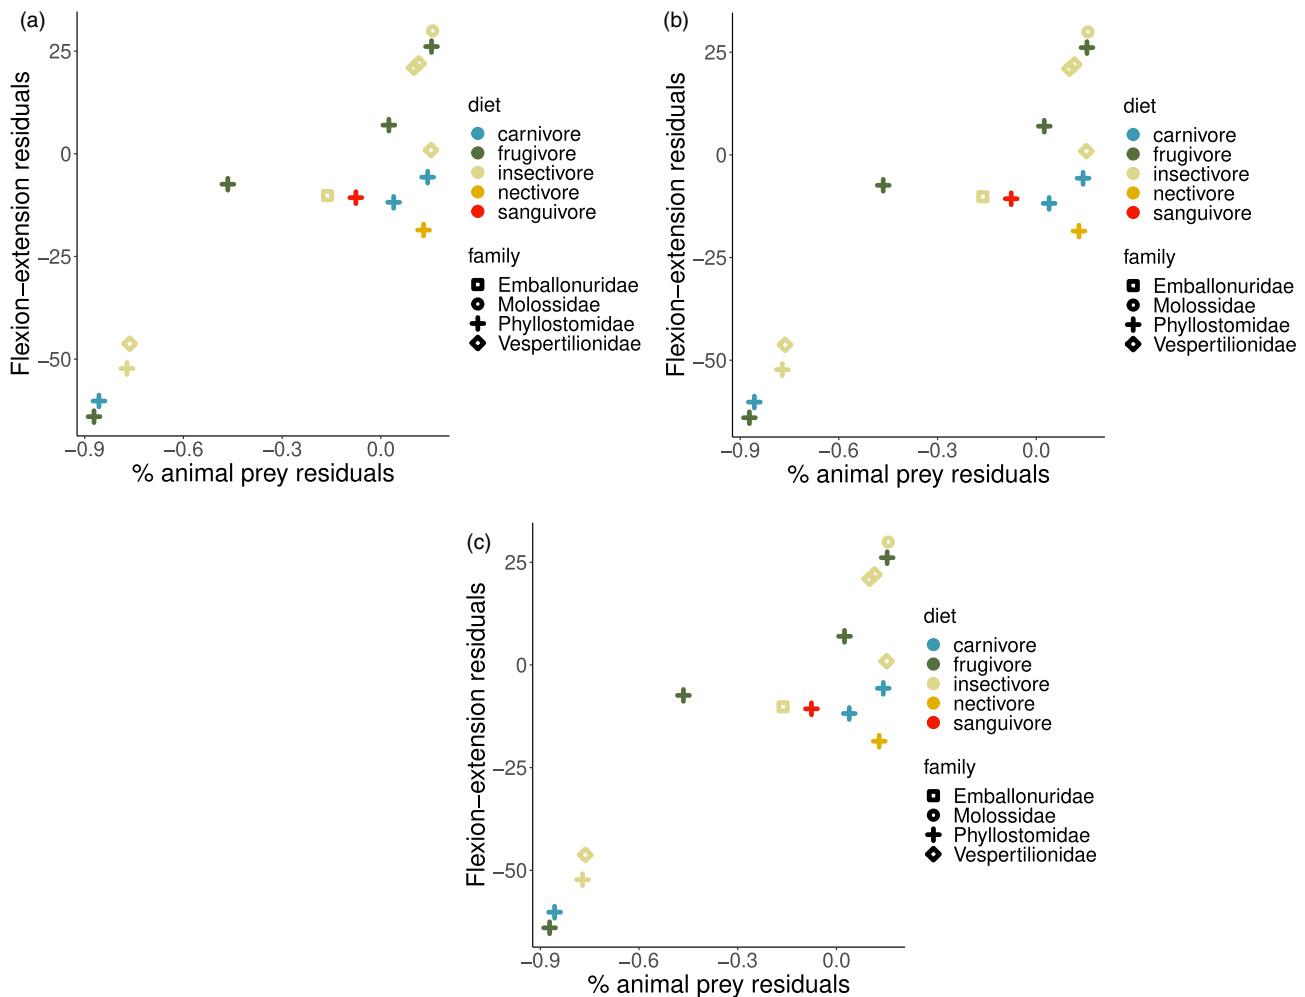 (a)
Flexion−extension residuals
25
0
−25
−50
−0.9 −0.6 −0.3 0.0
% animal prey residuals
diet
carnivore
frugivore
insectivore
nectivore
sanguivore
family
Emballonuridae
Molossidae
Phyllostomidae
Vespertilionidae
(b)
Flexion−extension residuals
25
0
−25
−50
−0.9 −0.6 −0.3 0.0
% animal prey residuals
diet
carnivore
frugivore
insectivore
nectivore
sanguivore
family
Emballonuridae
Molossidae
Phyllostomidae
Vespertilionidae
(c)
Flexion−extension residuals
25
0
−25
−50
−0.9 −0.6 −0.3 0.0
% animal prey residuals
diet
carnivore
frugivore
insectivore
nectivore
sanguivore
family
Emballonuridae
Molossidae
Phyllostomidae
Vespertilionidae